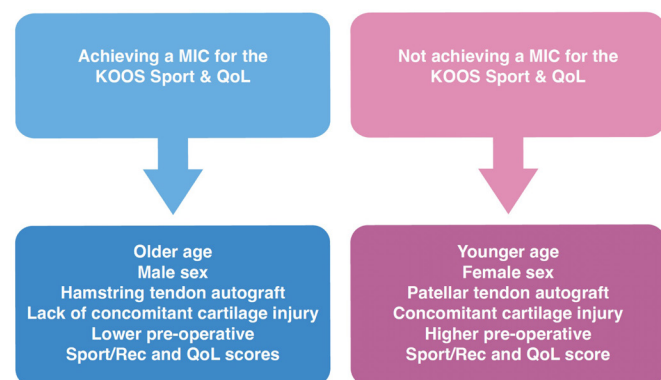 Achieving a MIC for the
KOOS Sport & QoL
Not achieving a MIC for the
KOOS Sport & QoL
Older age
Male sex
Hamstring tendon autograft
Lack of concomitant cartilage injury
Lower pre-operative
Sport/Rec and QoL scores
Younger age
Female sex
Patellar tendon autograft
Concomitant cartilage injury
Higher pre-operative
Sport/Rec and QoL score